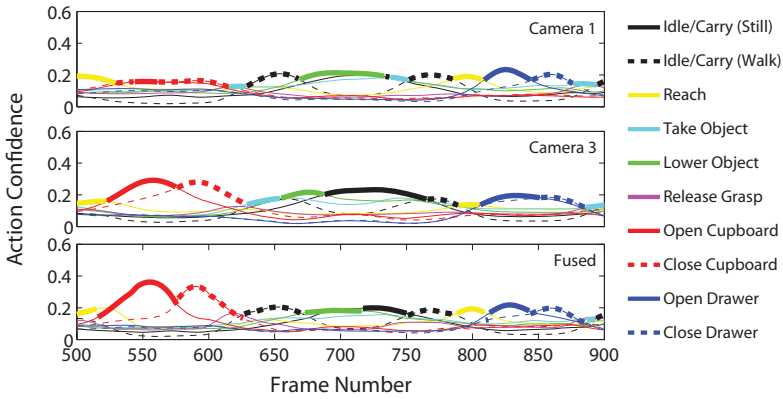 Action Confidence
0.6
Camera 1
0.4
0.2
0
0.6
Camera 3
0.4
0.2
0
0.6
Fused
0.4
0.2
0
500 550 600 650 700 750 800 850 900
Frame Number
Idle/Carry (Still)
Idle/Carry (Walk)
Reach
Take Object
Lower Object
Release Grasp
Open Cupboard
Close Cupboard
Open Drawer
Close Drawer